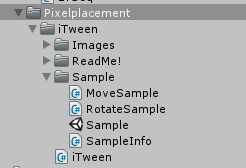 Pixelplacement
iTween
Images
ReadMe!
Sample
MoveSample
RotateSample
Sample
SampleInfo
iTween